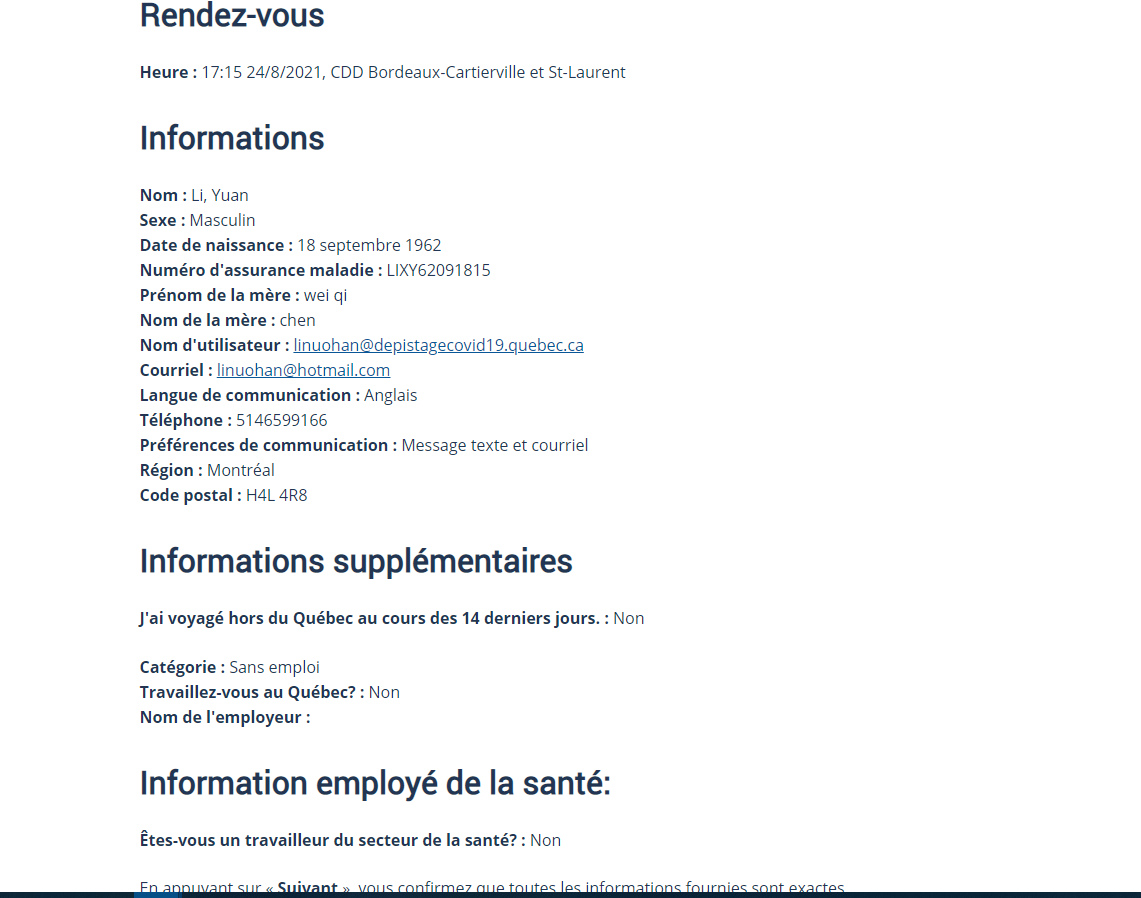 Rendez-vous
Heure : 17:15 24/8/2021, CDD Bordeaux-Cartierville et St-Laurent
Informations
Nom : Li, Yuan
Sexe : Masculin
Date de naissance : 18 septembre 1962
Numéro d'assurance maladie : LIXY62091815
Prénom de la mère : wei qi
Nom de la mère : chen
Nom d'utilisateur : linuohan@depistagecovid19.quebec.ca
Courriel : linuohan@hotmail.com
Langue de communication : Anglais
Téléphone : 5146599166
Préférences de communication : Message texte et courriel
Région : Montréal
Code postal : H4L 4R8
Informations supplémentaires
J'ai voyagé hors du Québec au cours des 14 derniers jours. : Non
Catégorie : Sans emploi
Travaillez-vous au Québec? : Non
Nom de l'employeur :
Information employé de la santé:
Êtes-vous un travailleur du secteur de la santé? : Non
En appuyant sur « Suivant », vous confirmez que toutes les informations fournies sont exactes